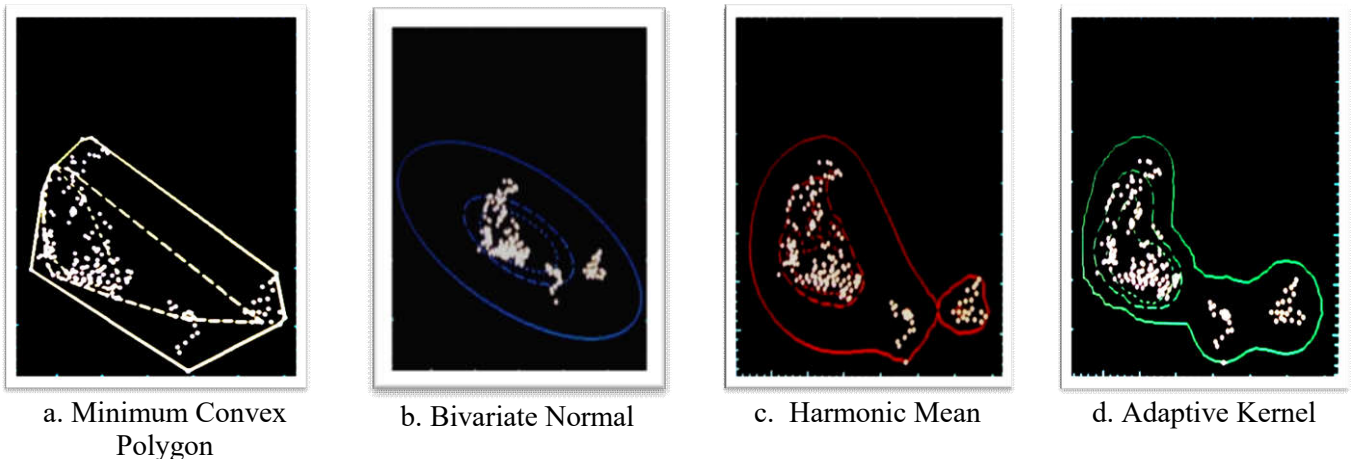 a. Minimum Convex
Polygon
b. Bivariate Normal
c. Harmonic Mean
d. Adaptive Kernel